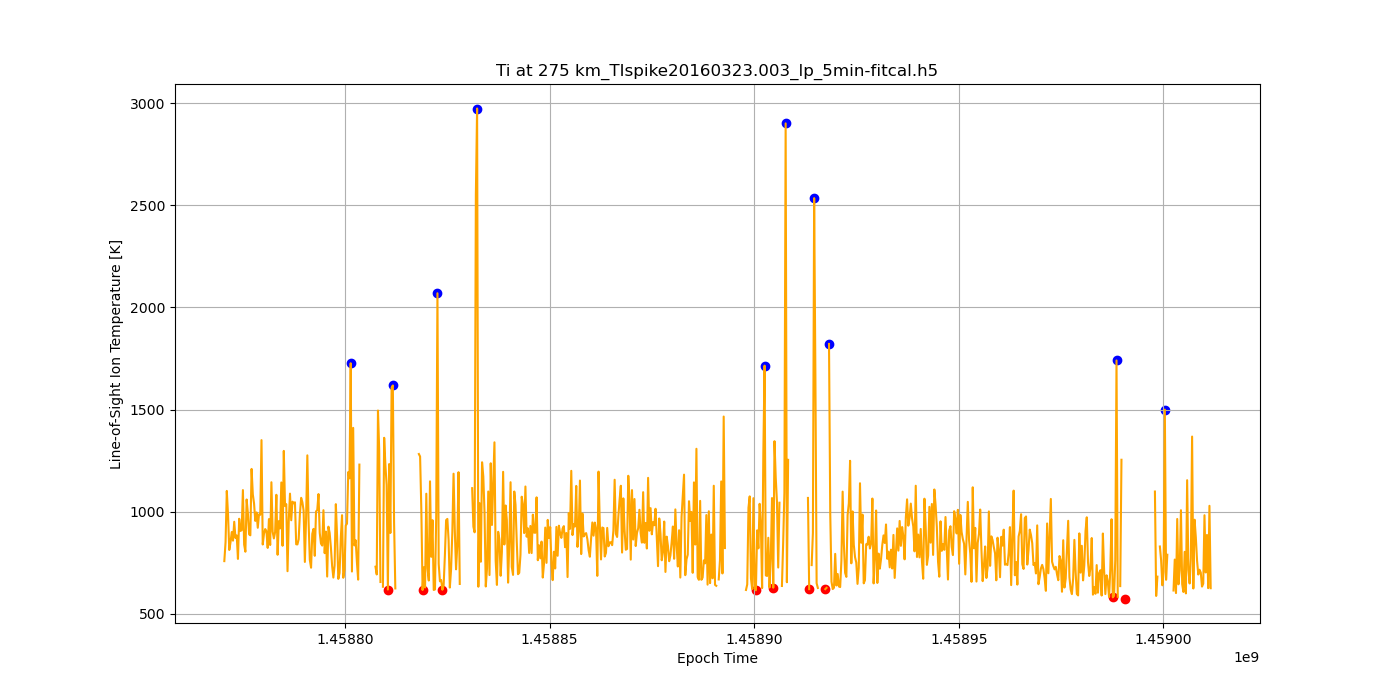 Ti at 275 km_TIspike20160323.003_lp_5min-fitcal.h5
Line-of-Sight Ion Temperature [K]
3000
2500
2000
1500
1000
500
1.45880
1.45885
1.45890
1.45895
1.45900
Epoch Time
1e9